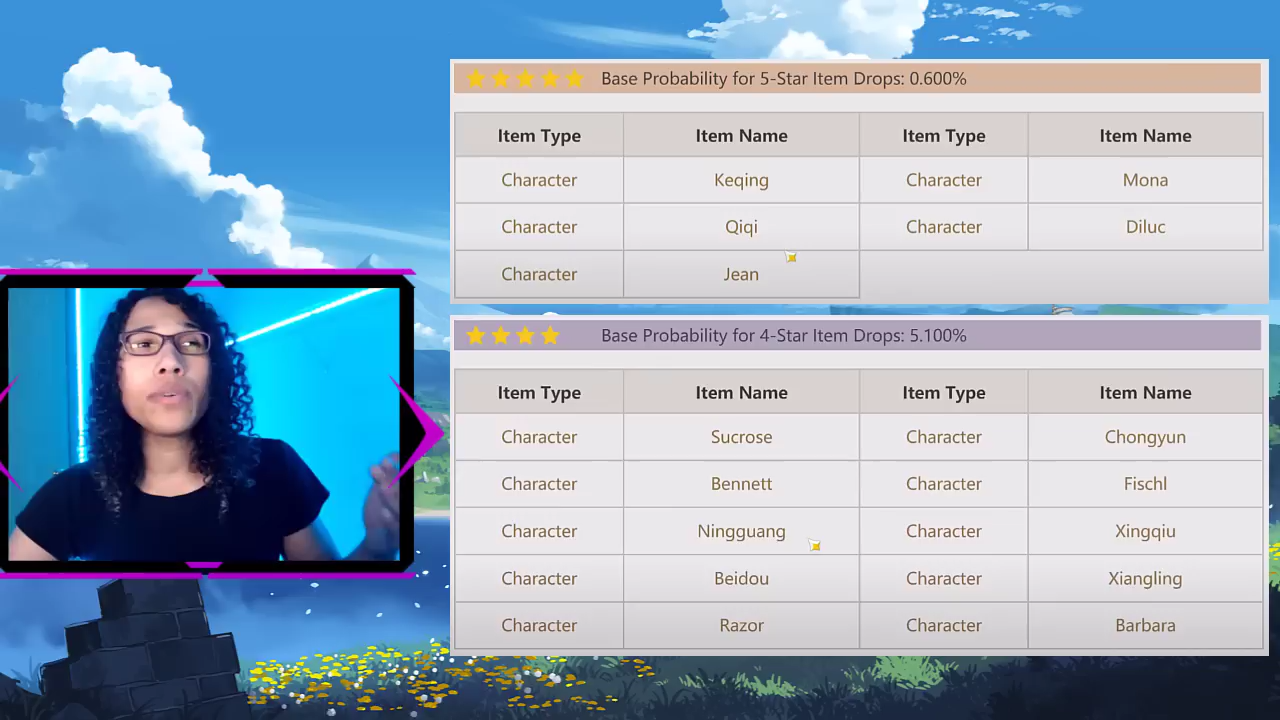 Base Probability for 5-Star Item Drops: 0.600%
Item Type Item Name Item Type Item Name
Character Keqing Character Mona
Character Qiqi Character Diluc
Character Jean
Base Probability for 4-Star Item Drops: 5.100%
Item Type Item Name Item Type Item Name
Character Sucrose Character Chongyun
Character Bennett Character Fischl
Character Ningguang Character Xingqiu
Character Beidou Character Xiangling
Character Razor Character Barbara